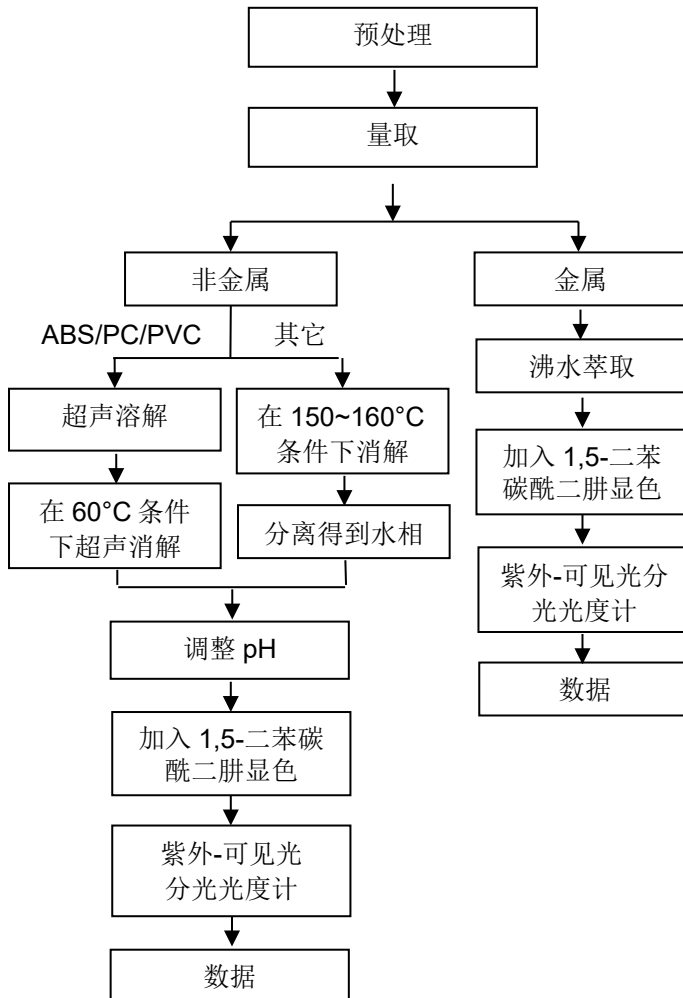 预处理
量取
非金属
金属
ABS/PC/PVC
其它
沸水萃取
超声溶解
在 150~160°C
条件下消解
加入 1,5-二苯
碳酰二肼显色
在 60°C 条件
下超声消解
分离得到水相
紫外-可见光分
光光度计
调整 pH
数据
加入 1,5-二苯碳
酰二肼显色
紫外-可见光
分光光度计
数据